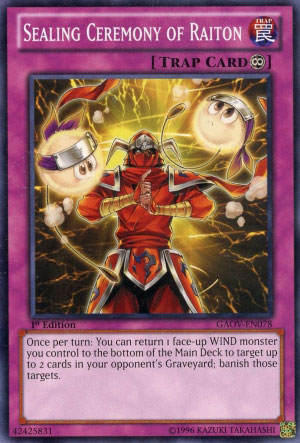 SEALING CEREMONY OF RAITON
TRAP
罠
[TRAP CARD∞]
1st Edition
GAOV-EN078
Once per turn: You can return 1 face-up WIND monster
you control to the bottom of the Main Deck to target
up to 2 cards in your opponent's Graveyard; banish those
targets.
42425831
©1996 KAZUKI TAKAHASHI